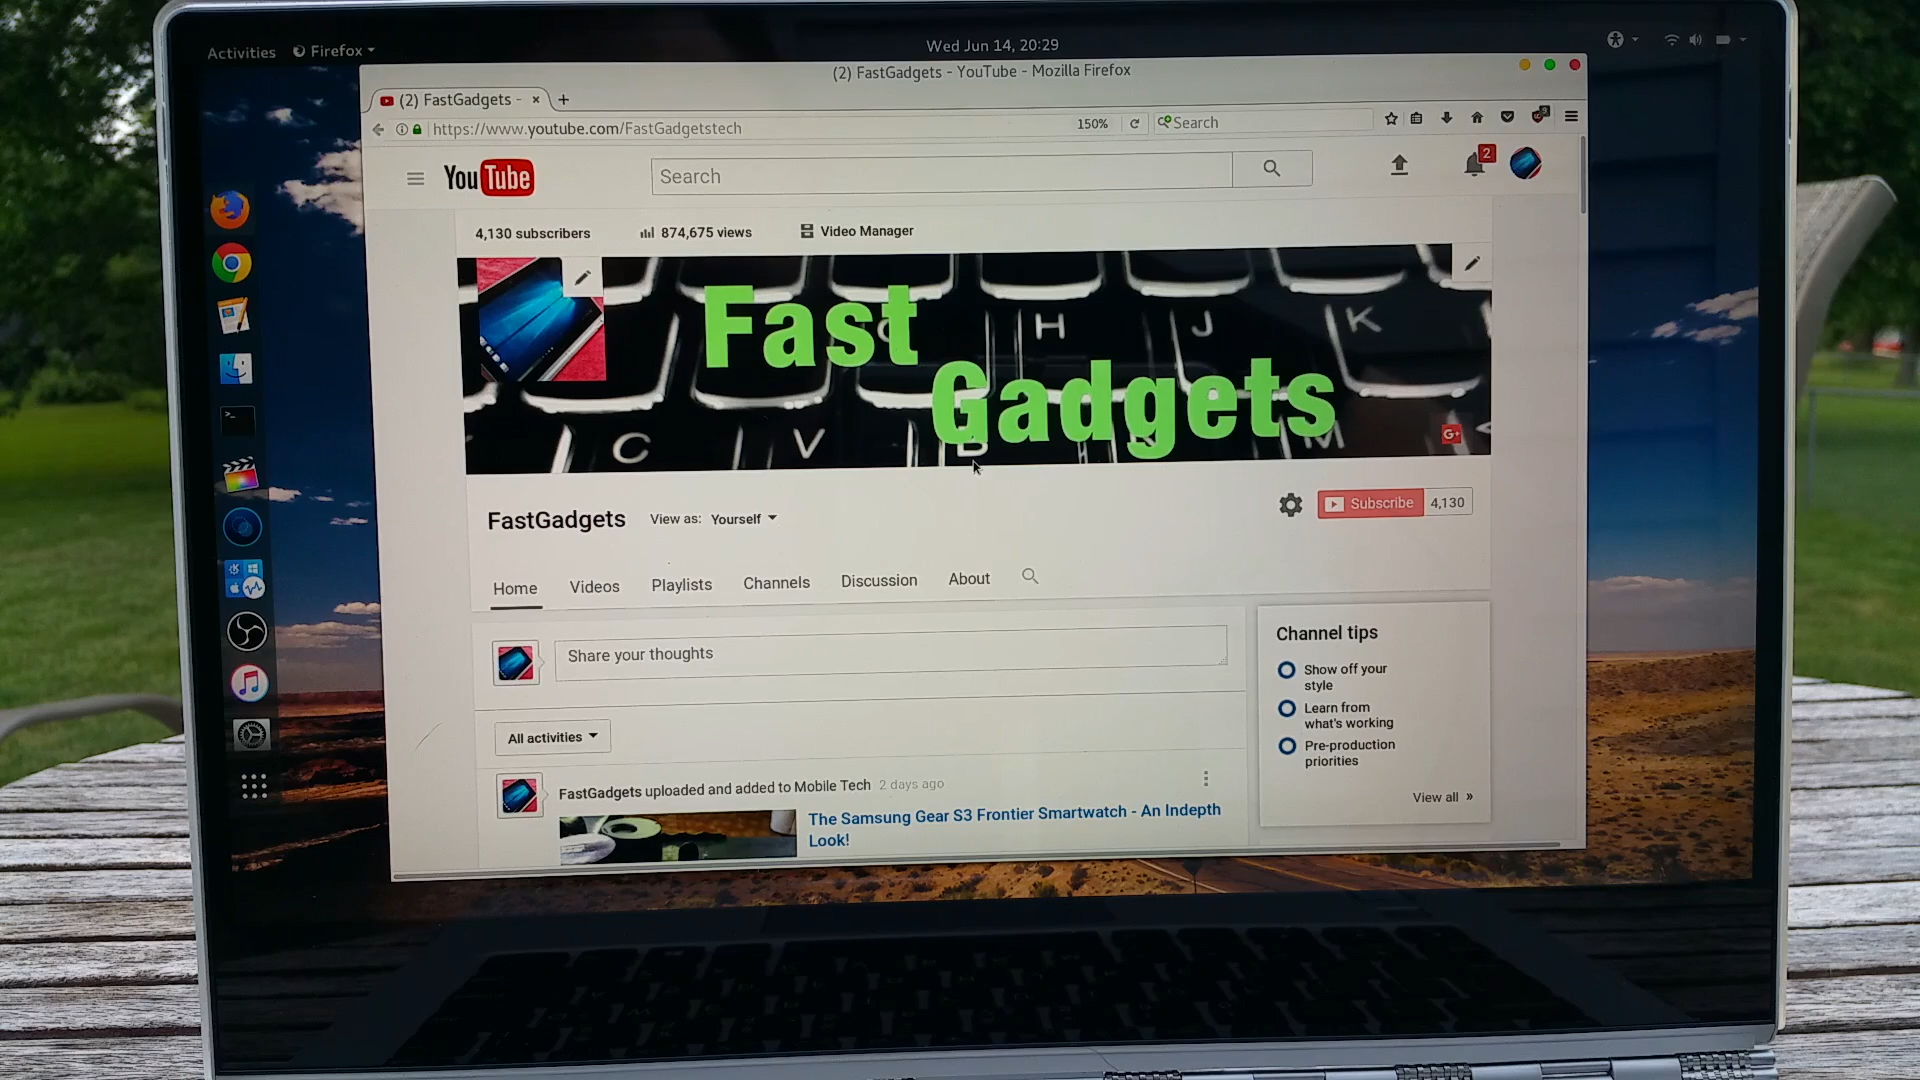 Activities Firefox
Wed Jun 14, 20:29
(2) FastGadgets - YouTube - Mozilla Firefox
(2) FastGadgets -
https://www.youtube.com/FastGadgetstech
150%
Search
YouTube
Search
2
4,130 subscribers
874,675 views
Video Manager
Fast
H J K
Gadgets
C V B M
G+
FastGadgets
View as: Yourself
Subscribe 4,130
Home Videos Playlists Channels Discussion About
Share your thoughts
All activities
FastGadgets uploaded and added to Mobile Tech 2 days ago
The Samsung Gear S3 Frontier Smartwatch - An Indepth
Look!
Channel tips
Show off your
style
Learn from
what's working
Pre-production
priorities
View all »